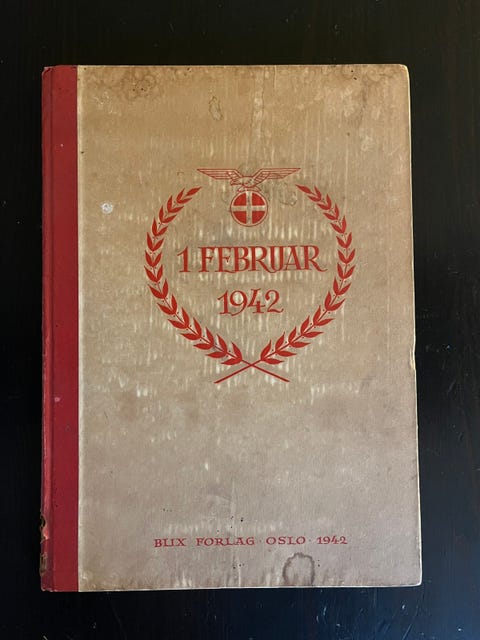 1 FEBRUAR
1942
BLIX FORLAG · OSLO · 1942